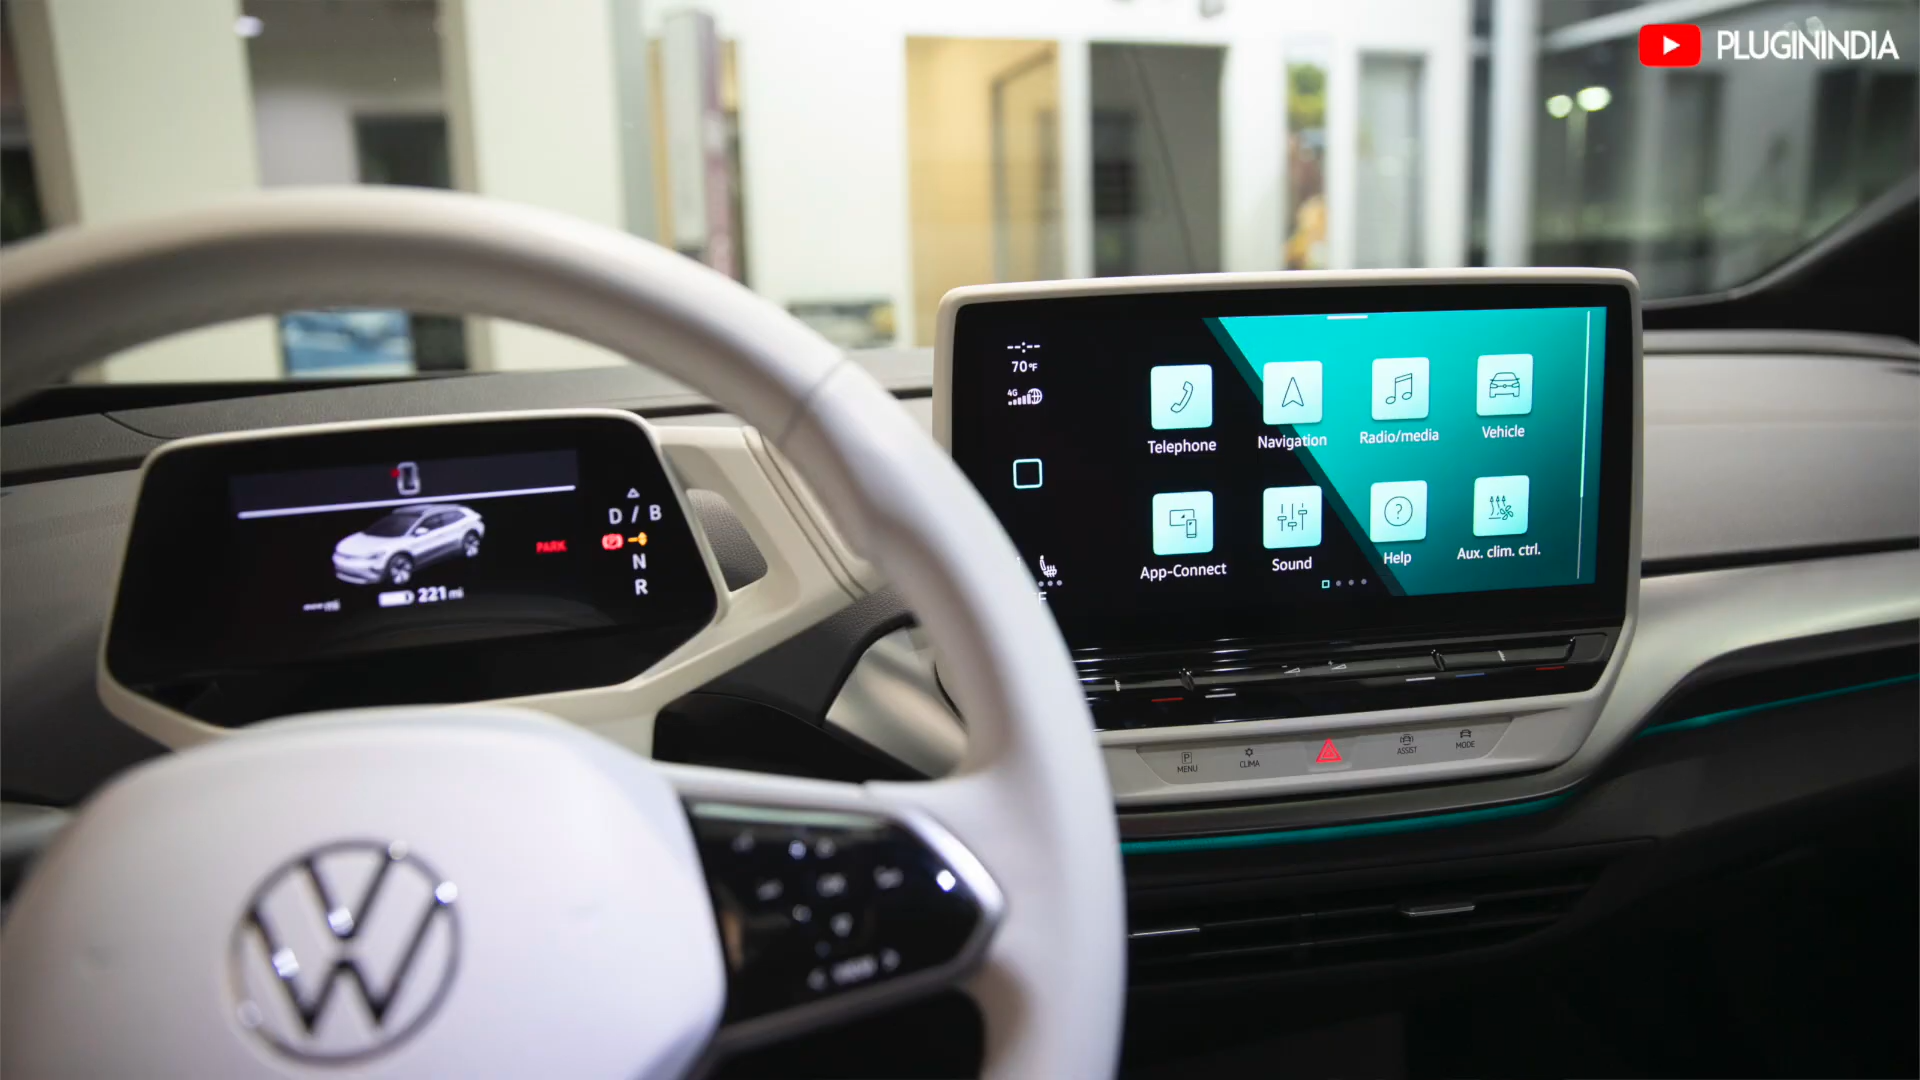 PLUGININDIA
--:--
70°F
4G
Telephone
Navigation
Radio/media
Vehicle
App-Connect
Sound
Help
Aux. clim. ctrl.
D / B
PARK
N
R
221 mi
P
MENU
CLIMA
ASSIST
MODE